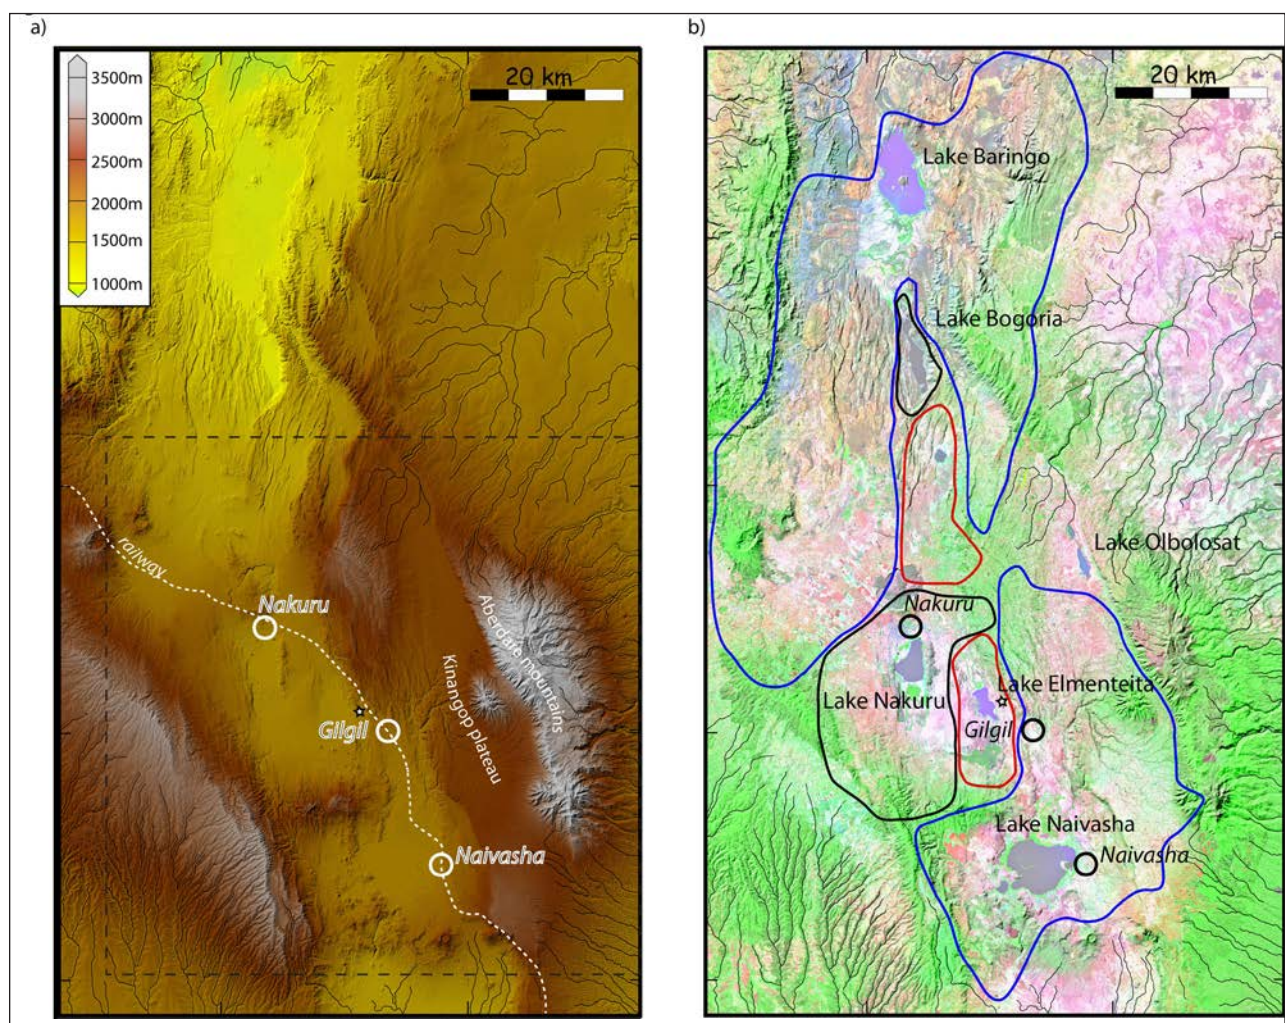 a)
b)
3500m
3000m
2500m
2000m
1500m
1000m
20 km
railway
Nakuru
Gilgil
Naivasha
Aberdare mountains
Kinangop plateau
20 km
Lake Baringo
Lake Bogoria
Lake Olbolosat
Nakuru
Lake Nakuru
Lake Elmenteita
Gilgil
Lake Naivasha
Naivasha